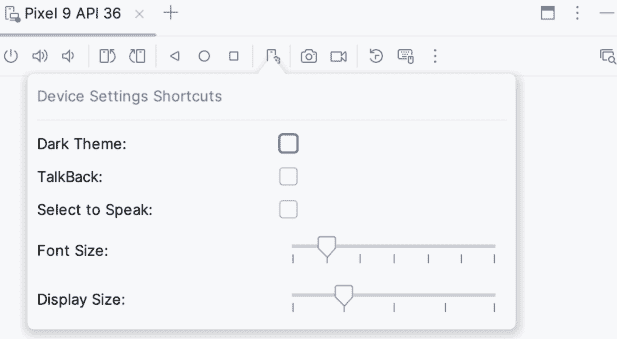 Pixel 9 API 36
Device Settings Shortcuts
Dark Theme:
TalkBack:
Select to Speak:
Font Size:
Display Size: